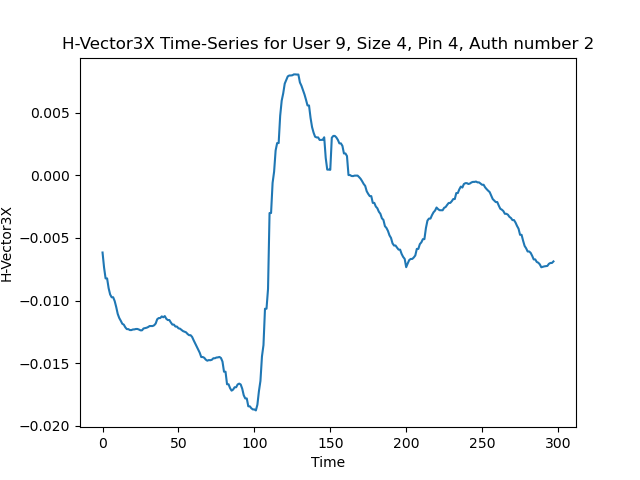 H-Vector3X Time-Series for User 9, Size 4, Pin 4, Auth number 2
H-Vector3X
0.005
0.000
−0.005
−0.010
−0.015
−0.020
0 50 100 150 200 250 300
Time